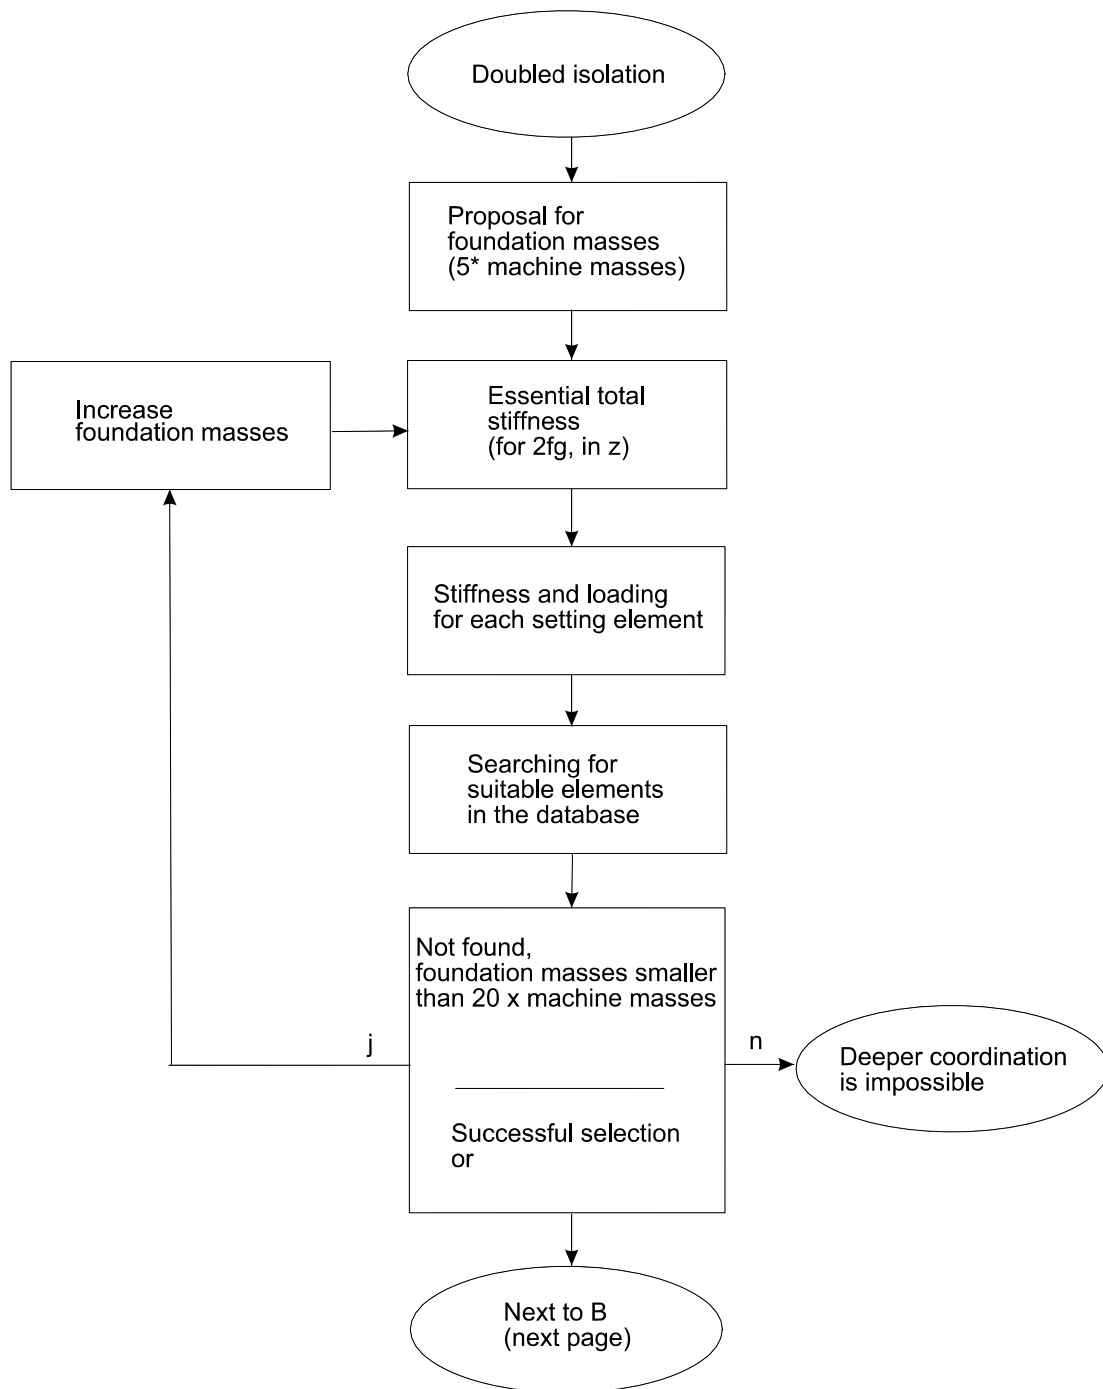 Doubled isolation
Proposal for
foundation masses
(5* machine masses)
Increase
foundation masses
Essential total
stiffness
(for 2fg, in z)
Stiffness and loading
for each setting element
Searching for
suitable elements
in the database
Not found,
foundation masses smaller
than 20 x machine masses
j
n
Deeper coordination
is impossible
Successful selection
or
Next to B
(next page)